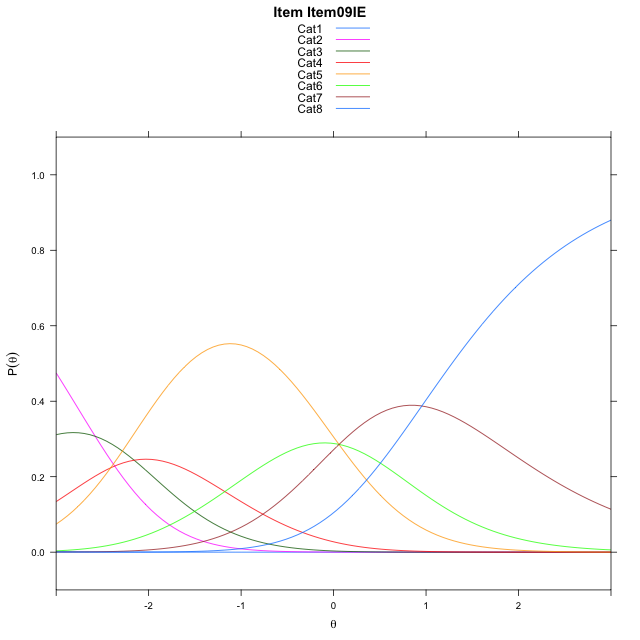 Item Item09IE
Cat1
Cat2
Cat3
Cat4
Cat5
Cat6
Cat7
Cat8
1.0
0.8
0.6
0.4
0.2
0.0
P(θ)
-2 -1 0 1 2
θ